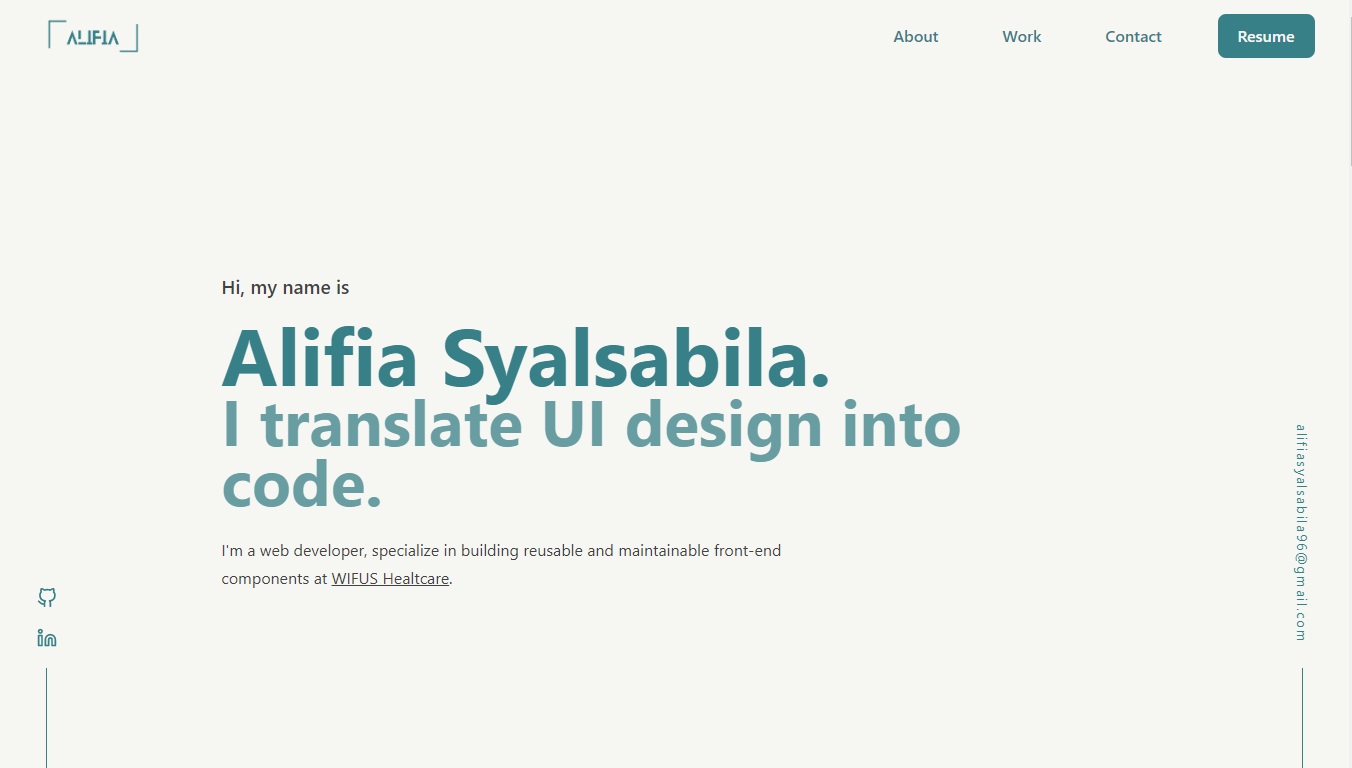 ALIFIA
About
Work
Contact
Resume
Hi, my name is
Alifia Syalsabila.
I translate UI design into
code.
I'm a web developer, specialize in building reusable and maintainable front-end
components at WIFUS Healtcare.
in
alifiasyalsabila96@gmail.com